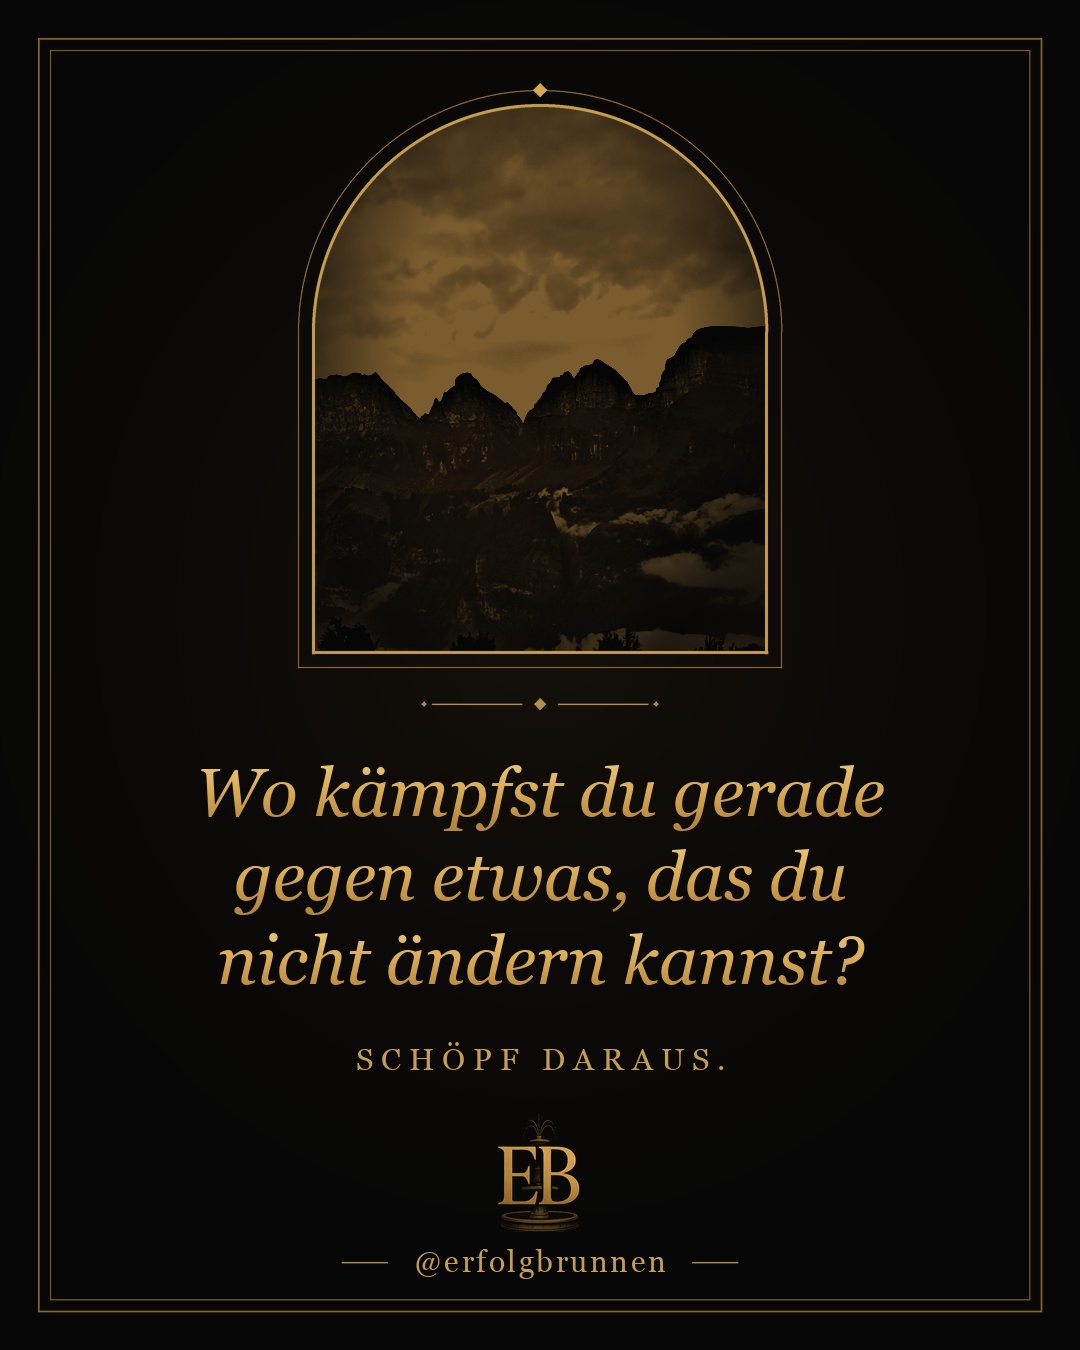 Wo kämpfst du gerade
gegen etwas, das du
nicht ändern kannst?
SCHÖPF DARAUS.
EB
@erfolgbrunnen